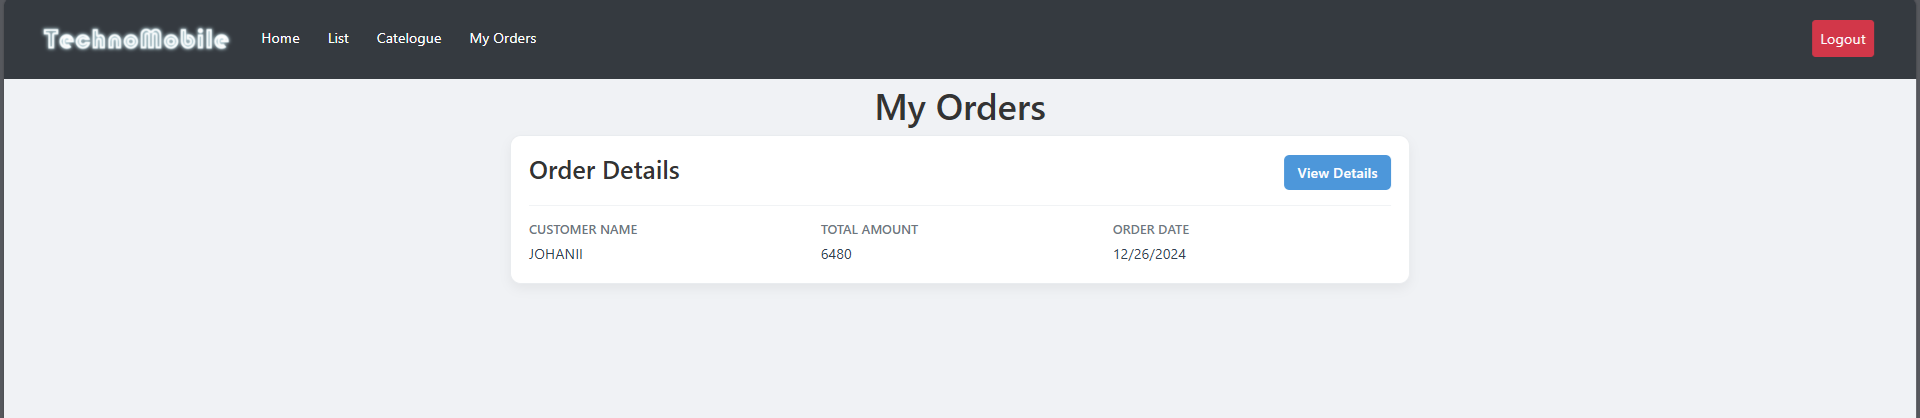 TechnoMobile Home List Catelogue My Orders Logout
My Orders
Order Details View Details
CUSTOMER NAME TOTAL AMOUNT ORDER DATE
JOHANII 6480 12/26/2024